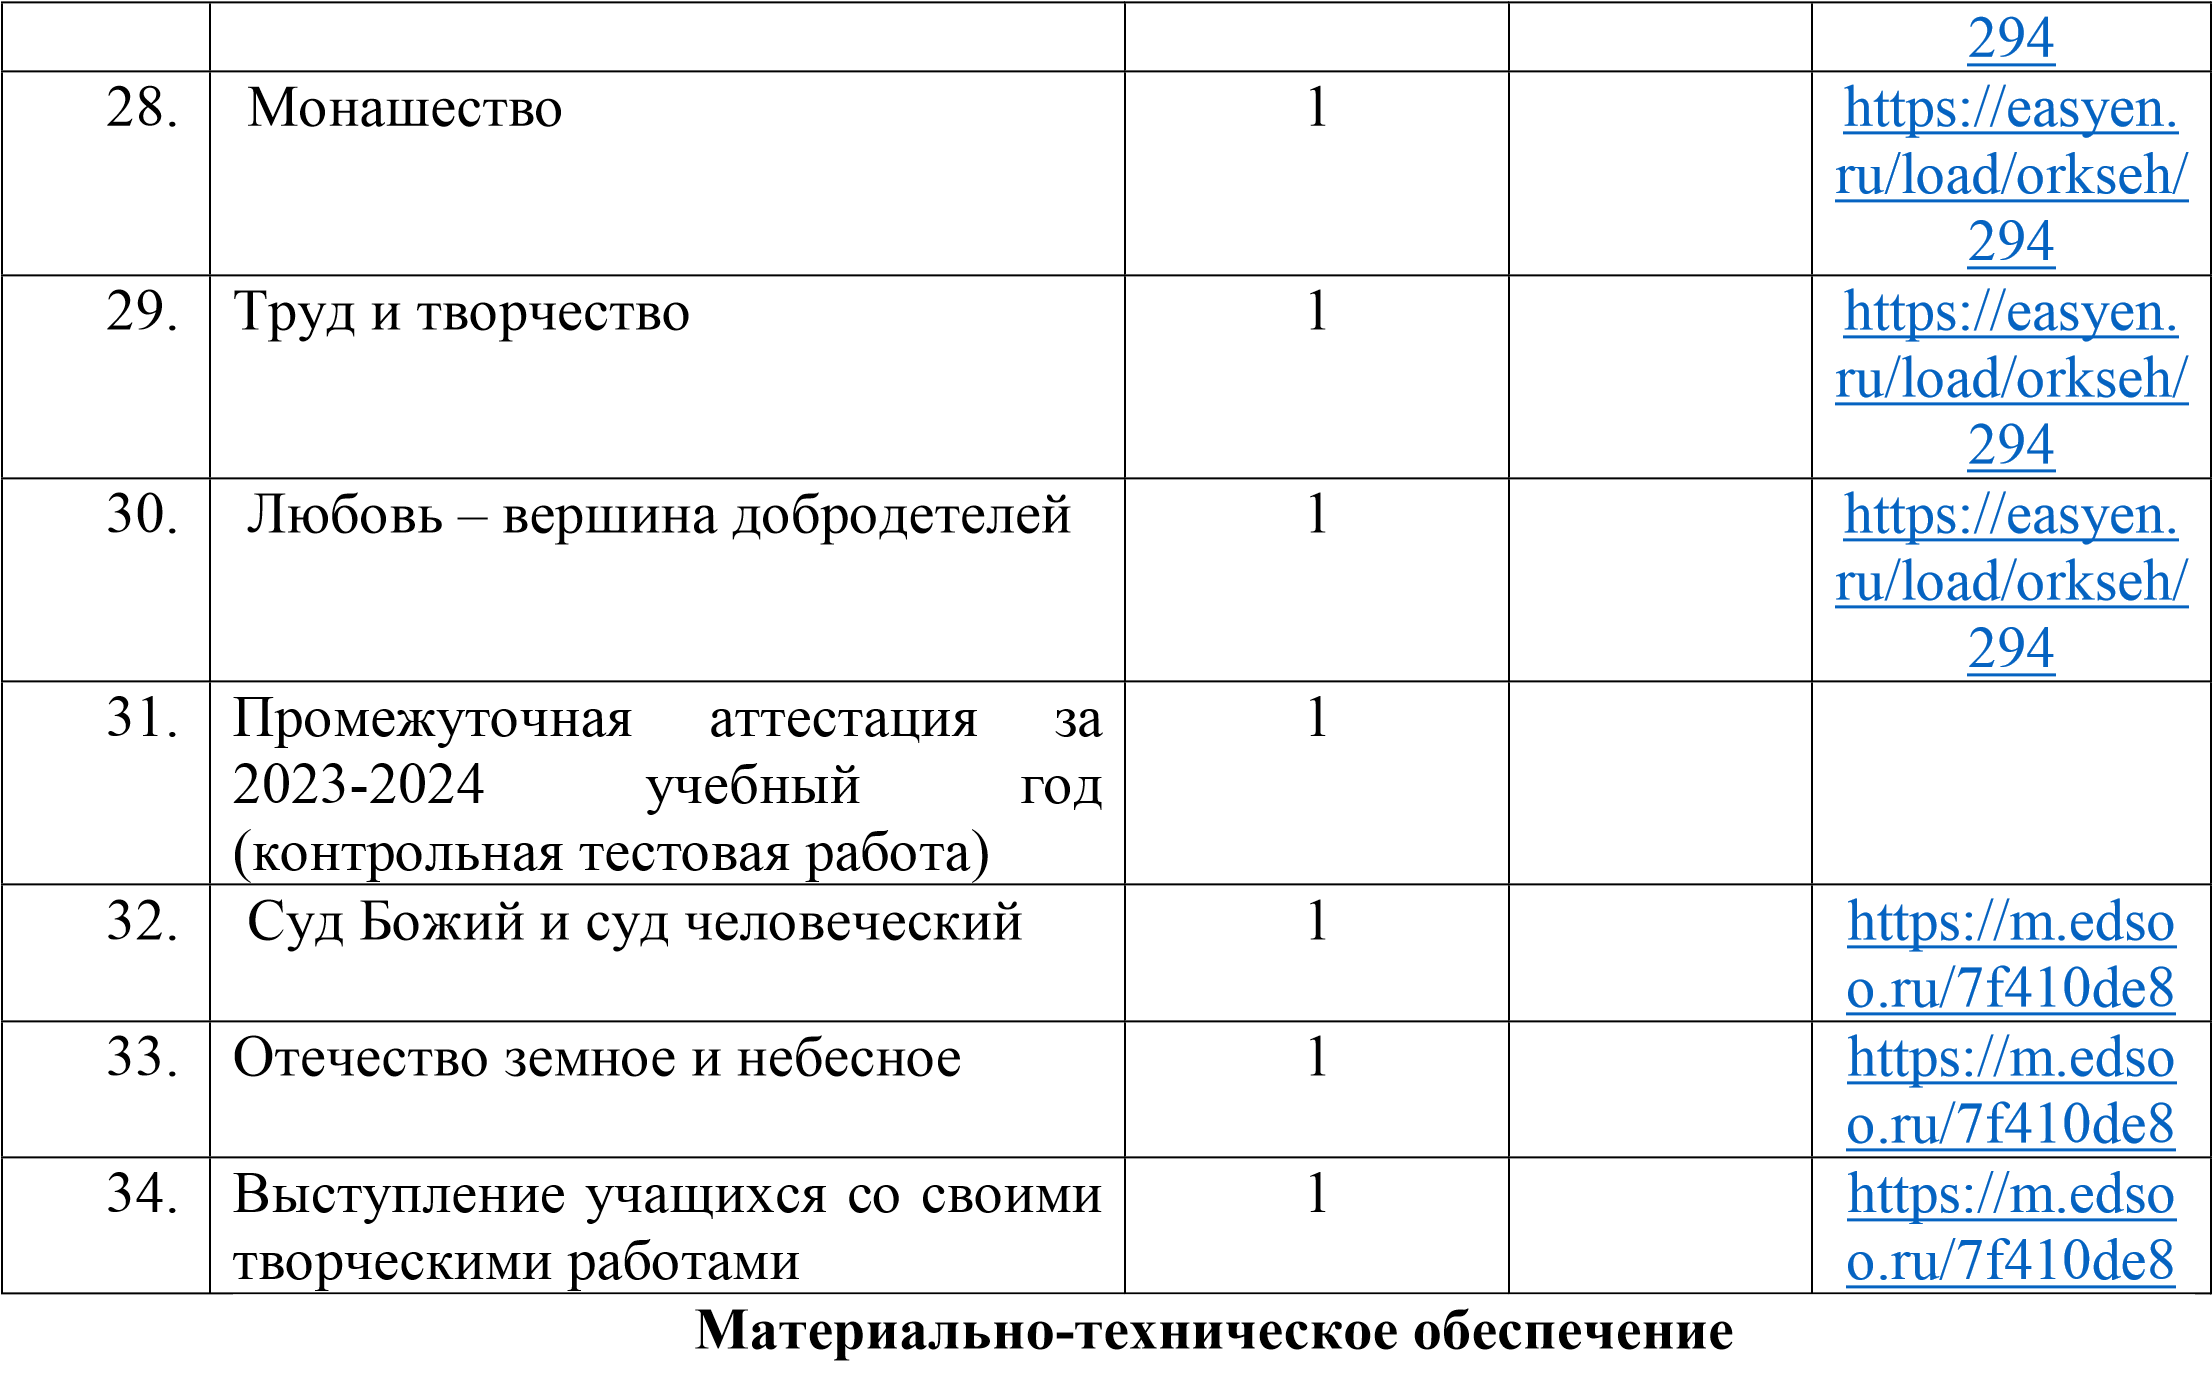 294
28. Монашество 1 https://easyen.
ru/load/orkseh/
294
29. Труд и творчество 1 https://easyen.
ru/load/orkseh/
294
30. Любовь – вершина добродетелей 1 https://easyen.
ru/load/orkseh/
294
31. Промежуточная аттестация за 1
2023-2024 учебный год
(контрольная тестовая работа)
32. Суд Божий и суд человеческий 1 https://m.edso
o.ru/7f410de8
33. Отечество земное и небесное 1 https://m.edso
o.ru/7f410de8
34. Выступление учащихся со своими 1 https://m.edso
творческими работами o.ru/7f410de8
Материально-техническое обеспечение